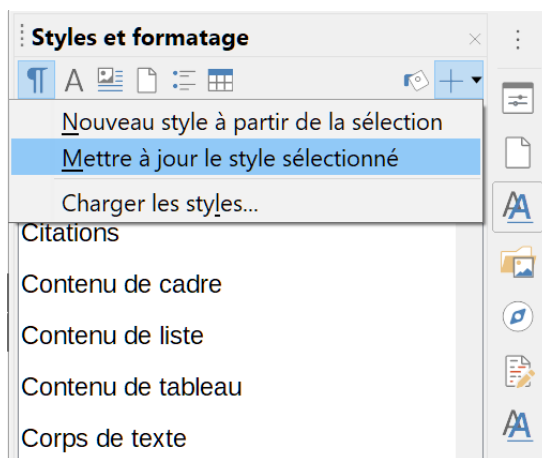 Styles et formatage
Nouveau style à partir de la sélection
Mettre à jour le style sélectionné
Charger les styles...
Citations
Contenu de cadre
Contenu de liste
Contenu de tableau
Corps de texte